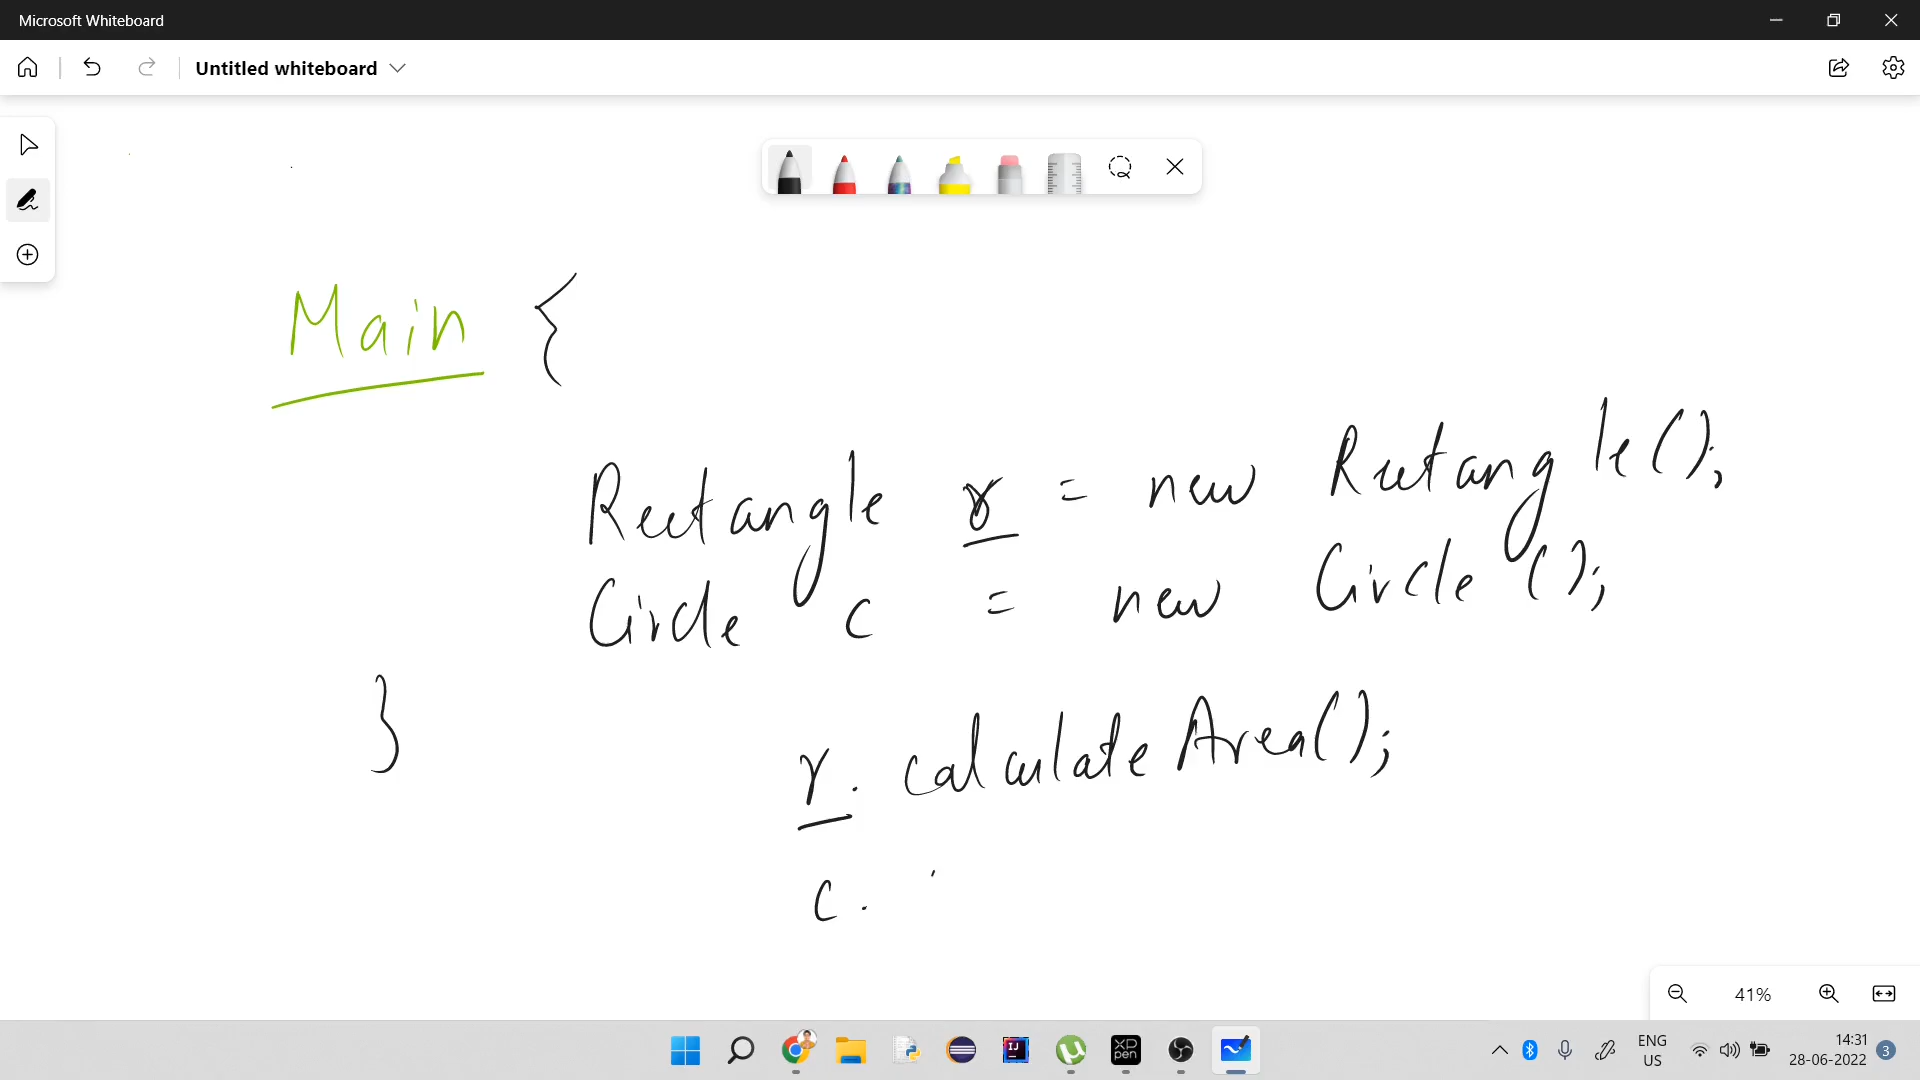 Microsoft Whiteboard
Untitled whiteboard
Main {
Rectangle r = new Rectangle();
Circle c = new Circle();
}
r. calculateArea();
c.
41%
ENG
US
14:31
28-06-2022
3